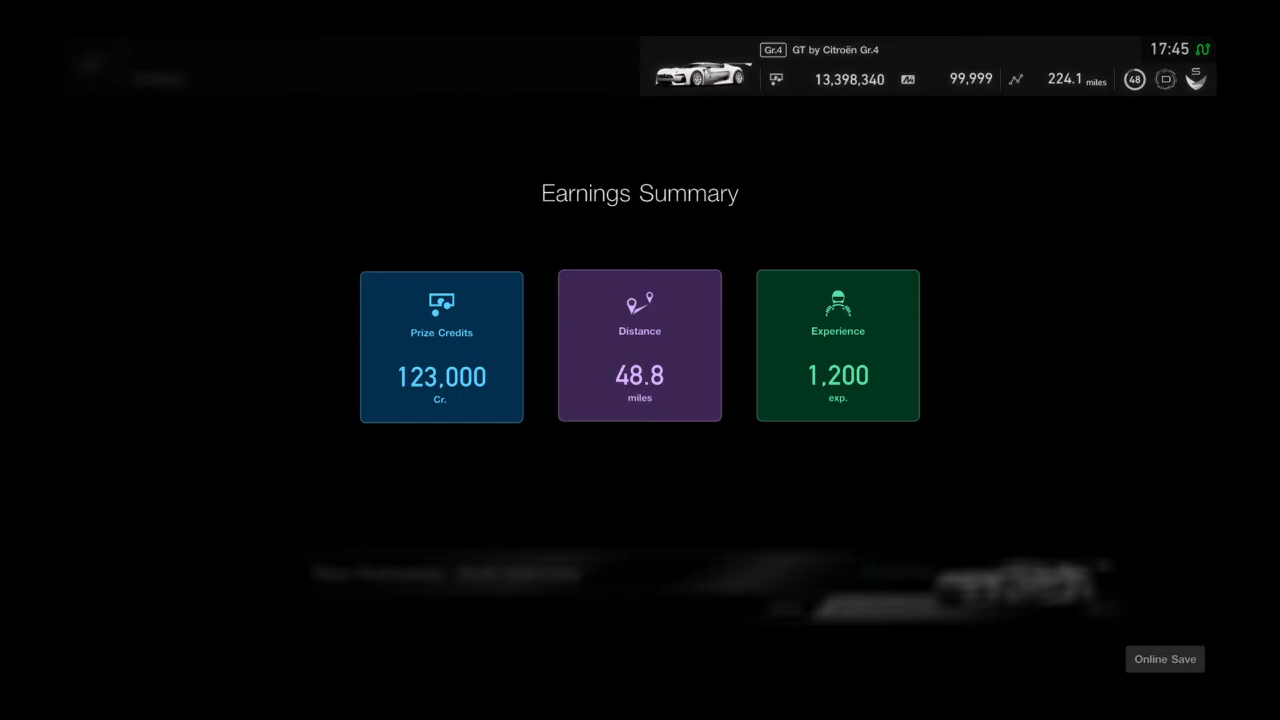 Gr.4 GT by Citroën Gr.4
17:45
13,398,340 99,999 224.1 miles 48 D S
Earnings Summary
Prize Credits
123,000
Cr.
Distance
48.8
miles
Experience
1,200
exp.
Online Save